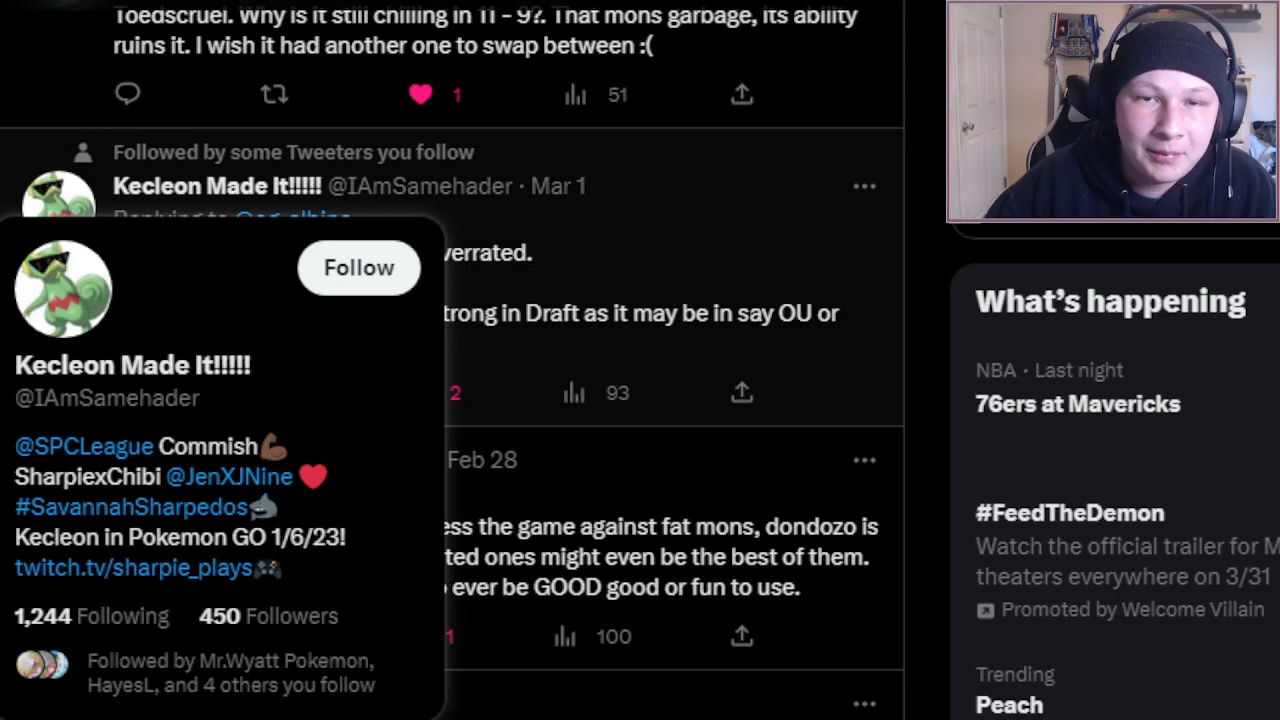 Toedscruel. Why is it still chilling in 11 - 9?. That mons garbage, its ability
ruins it. I wish it had another one to swap between :(
1
51
Followed by some Tweeters you follow
Kecleon Made It!!!!! @IAmSamehader · Mar 1
Replying to
verrated.
trong in Draft as it may be in say OU or
2
93
Follow
Kecleon Made It!!!!!
@IAmSamehader
@SPCLeague Commish
SharpiexChibi @JenXJNine
#SavannahSharpedos
Kecleon in Pokemon GO 1/6/23!
twitch.tv/sharpie_plays
1,244 Following 450 Followers
Followed by Mr.Wyatt Pokemon,
HayesL, and 4 others you follow
Feb 28
ess the game against fat mons, dondozo is
ted ones might even be the best of them.
ever be GOOD good or fun to use.
1
100
What's happening
NBA · Last night
76ers at Mavericks
#FeedTheDemon
Watch the official trailer for M
theaters everywhere on 3/31
Promoted by Welcome Villain
Trending
Peach